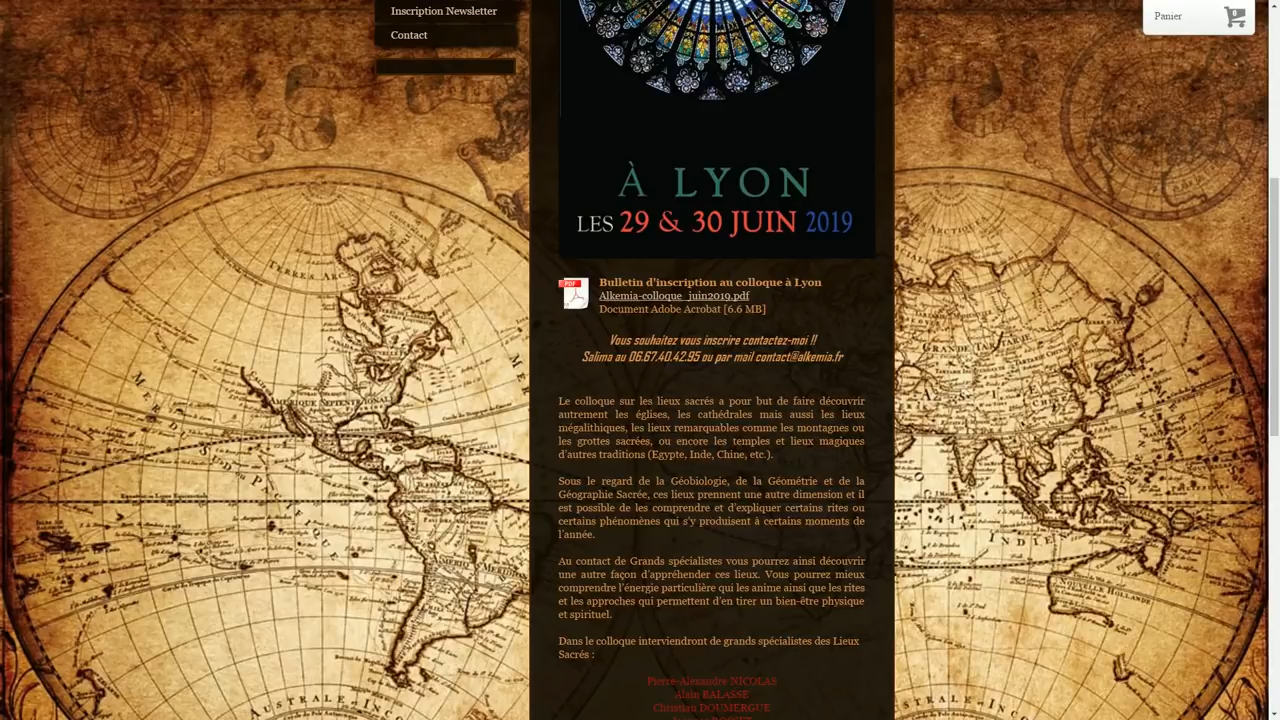 Inscription Newsletter
Contact
Panier
0
À LYON
LES 29 & 30 JUIN 2019
PDF
Bulletin d'inscription au colloque à Lyon
Alkemia-colloque_juin2019.pdf
Document Adobe Acrobat [6.6 MB]
Vous souhaitez vous inscrire contactez-moi !!
Salima au 06.67.40.42.95 ou par mail contact@alkemia.fr
Le colloque sur les lieux sacrés a pour but de faire découvrir
autrement les églises, les cathédrales mais aussi les lieux
mégalithiques, les lieux remarquables comme les montagnes ou
les grottes sacrées, ou encore les temples et lieux magiques
d'autres traditions (Egypte, Inde, Chine, etc.).
Sous le regard de la Géobiologie, de la Géométrie et de la
Géographie Sacrée, ces lieux prennent une autre dimension et il
est possible de les comprendre et d'expliquer certains rites ou
certains phénomènes qui s'y produisent à certains moments de
l'année.
Au contact de Grands spécialistes vous pourrez ainsi découvrir
une autre façon d'appréhender ces lieux. Vous pourrez mieux
comprendre l'énergie particulière qui les anime ainsi que les rites
et les approches qui permettent d'en tirer un bien-être physique
et spirituel.
Dans le colloque interviendront de grands spécialistes des Lieux
Sacrés :
Pierre-Alexandre NICOLAS
Alain BALASSE
Christian DOUMERGUE
AMERIQUE SEPTENTRIONAL
GRANDE TARTARIE
NOUVELLE HOLLANDE